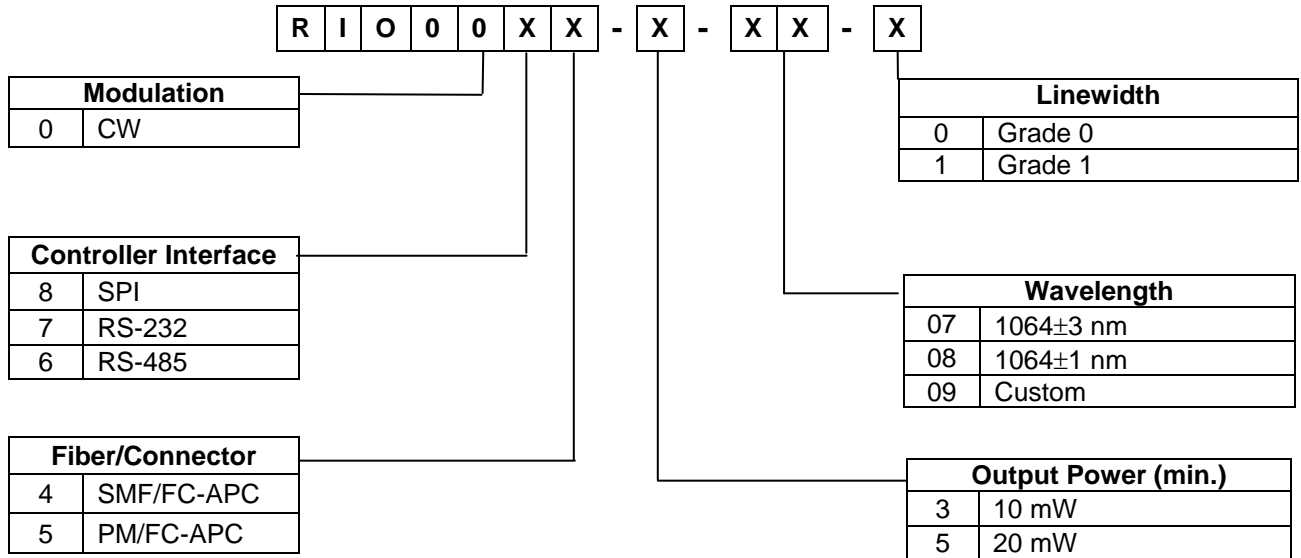 R I O 0 0 X X - X - X X - X
Modulation
0 CW
Linewidth
0 Grade 0
1 Grade 1
Controller Interface
8 SPI
7 RS-232
6 RS-485
Wavelength
07 1064±3 nm
08 1064±1 nm
09 Custom
Fiber/Connector
4 SMF/FC-APC
5 PM/FC-APC
Output Power (min.)
3 10 mW
5 20 mW